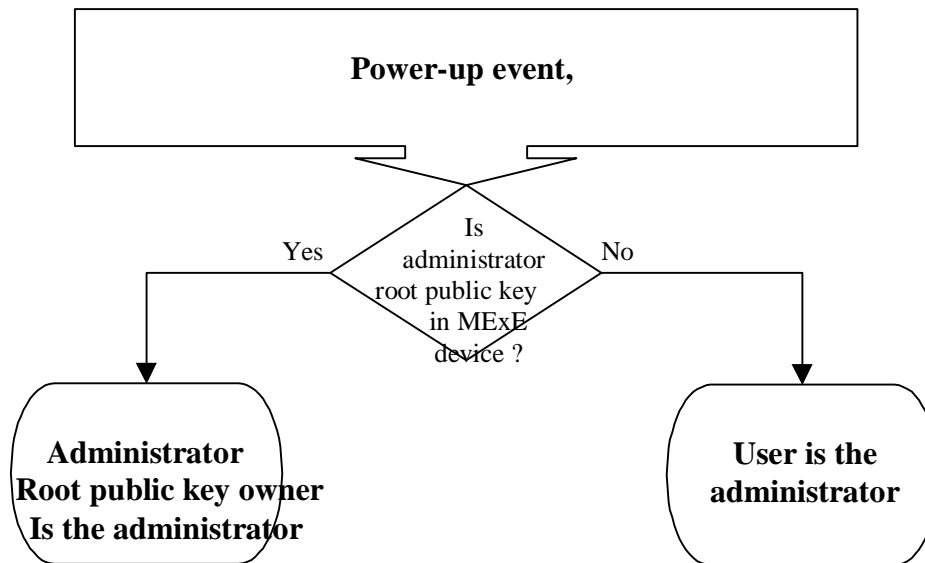 Power-up event,
Is
administrator
root public key
in MExE
device ?
Yes
No
Administrator
Root public key owner
Is the administrator
User is the
administrator